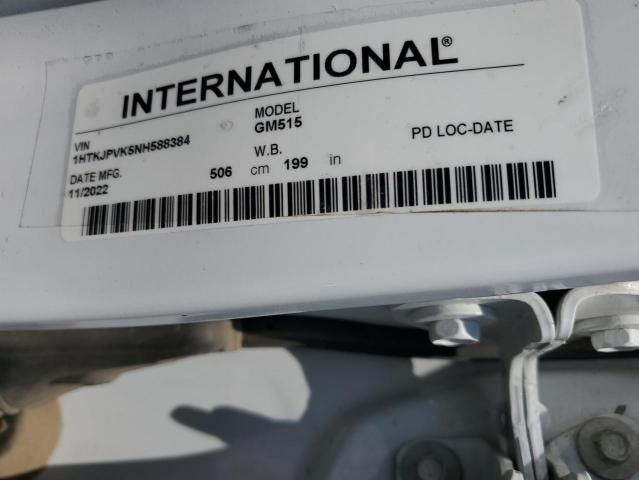 INTERNATIONAL®
VIN
1HTKJPVK5NH588384
MODEL
GM515
DATE MFG.
11/2022
W.B.
506 cm 199 in
PD LOC-DATE